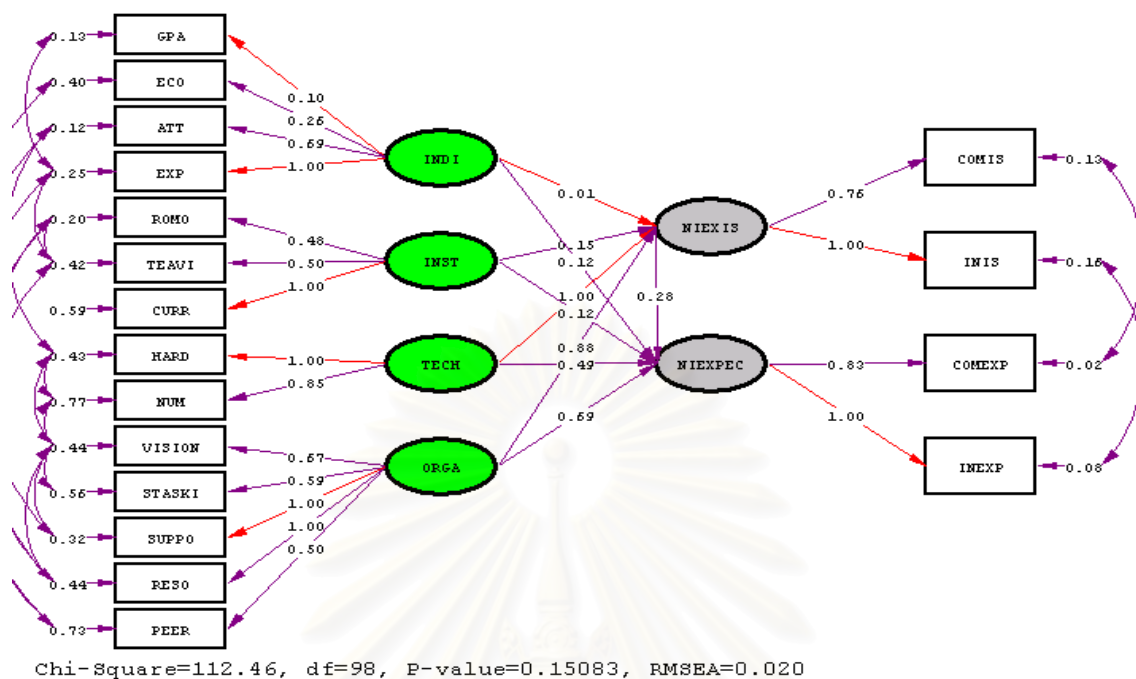 0.13 GPA
0.40 ECO
0.10
0.26
0.12 ATT
0.69
INDI
COMIS 0.13
0.25 EXP
1.00
0.01
0.76
0.20 ROMO
0.48
NIEXIS
0.15
1.00
0.42 TEAVI
0.50
INST
0.12
INIS 0.16
1.00
1.00
0.28
0.59 CURR
0.12
0.43 HARD
1.00
TECH
0.88
0.49
NIEXPEC
0.83
COMEXP 0.02
0.77 NUM
0.85
0.69
1.00
0.44 VISION
0.67
ORGA
INEXP 0.08
0.56 STASKI
0.59
1.00
0.32 SUPPO
1.00
0.50
0.44 RESO
0.73 PEER
Chi-Square=112.46, df=98, P-value=0.15083, RMSEA=0.020